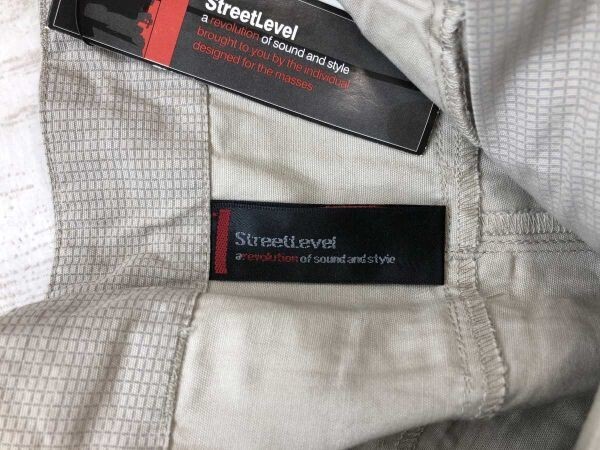 StreetLevel
a revolution of sound and style
brought to you by the individual
designed for the masses
StreetLevel
a revolution of sound and style